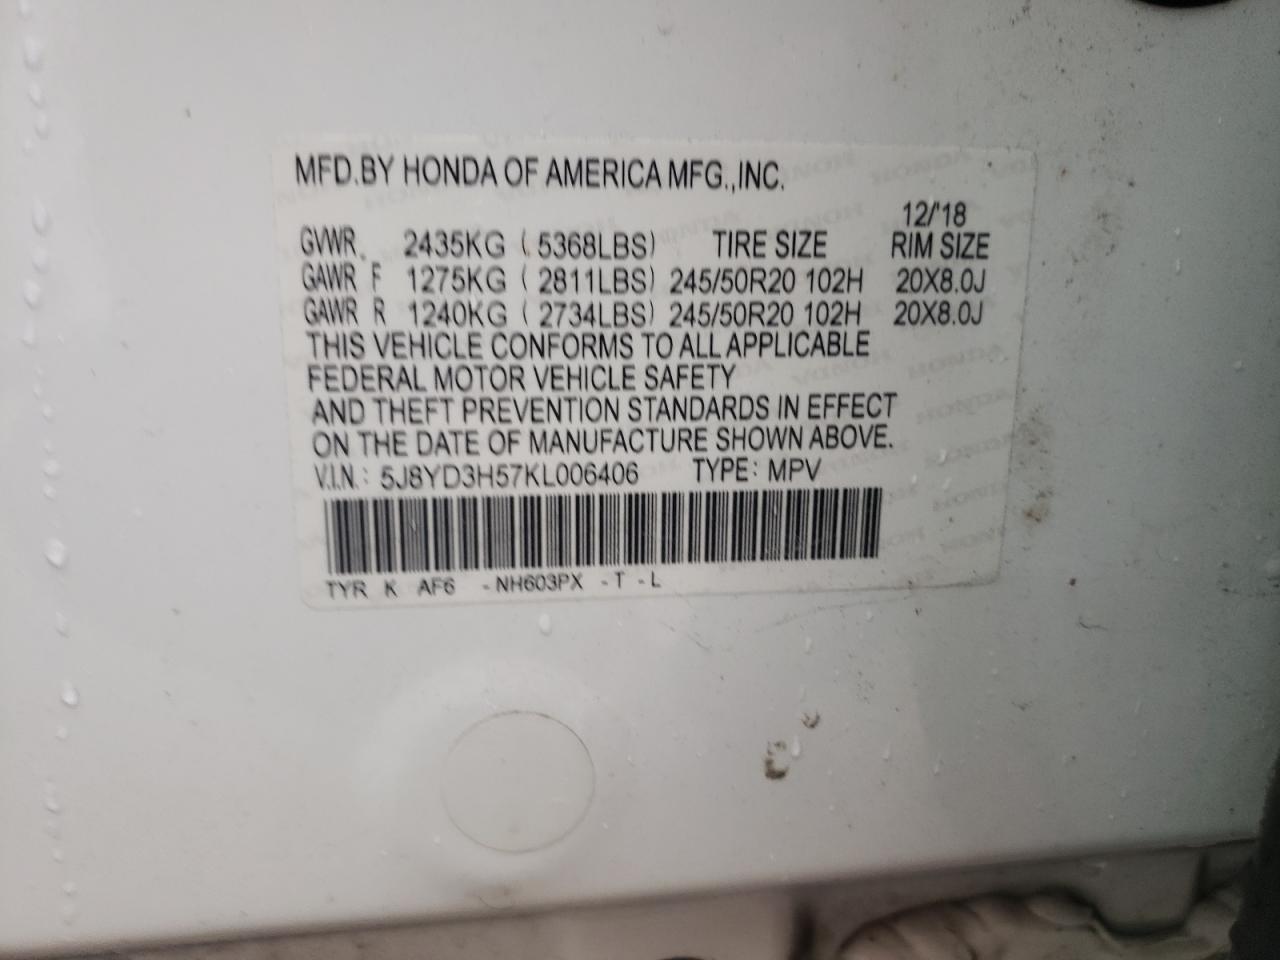 MFD.BY HONDA OF AMERICA MFG.,INC.
12/'18
GVWR. 2435KG ( 5368LBS) TIRE SIZE RIM SIZE
GAWR F 1275KG ( 2811LBS) 245/50R20 102H 20X8.0J
GAWR R 1240KG ( 2734LBS) 245/50R20 102H 20X8.0J
THIS VEHICLE CONFORMS TO ALL APPLICABLE
FEDERAL MOTOR VEHICLE SAFETY
AND THEFT PREVENTION STANDARDS IN EFFECT
ON THE DATE OF MANUFACTURE SHOWN ABOVE.
V.I.N.: 5J8YD3H57KL006406 TYPE: MPV
TYR K AF6 -NH603PX -T -L